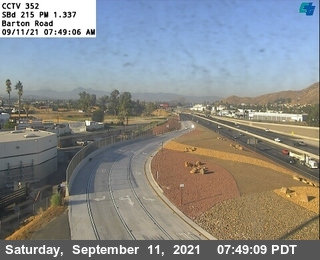 CCTV 352
SBd 215 PM 1.337
Barton Road
09/11/21 07:49:06 AM
Saturday, September 11, 2021 07:49:09 PDT